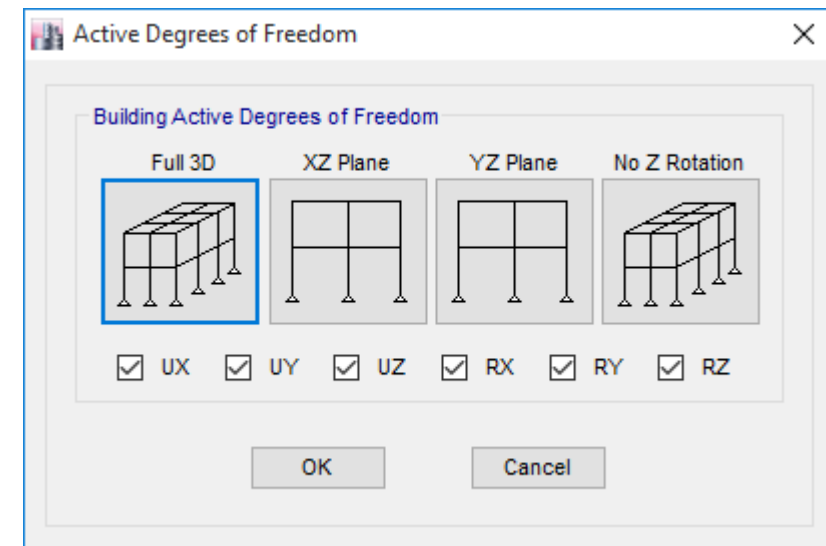 Active Degrees of Freedom
Building Active Degrees of Freedom
Full 3D XZ Plane YZ Plane No Z Rotation
UX UY UZ RX RY RZ
OK Cancel